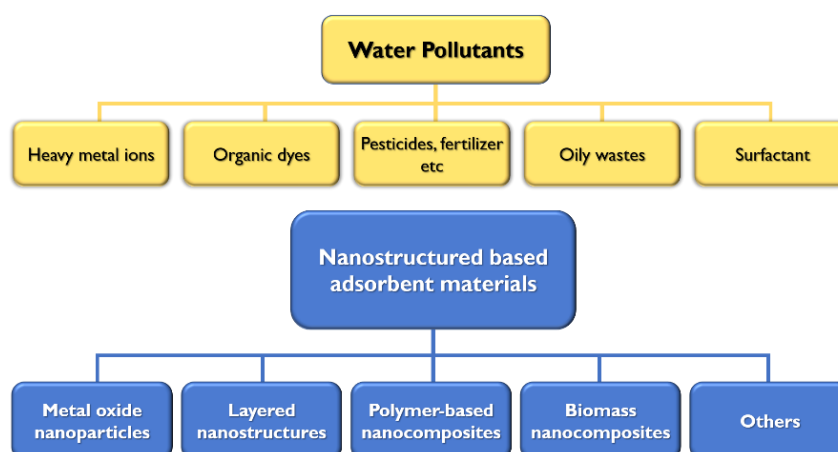 Water Pollutants
Heavy metal ions
Organic dyes
Pesticides, fertilizer
etc
Oily wastes
Surfactant
Nanostructured based
adsorbent materials
Metal oxide
nanoparticles
Layered
nanostructures
Polymer-based
nanocomposites
Biomass
nanocomposites
Others